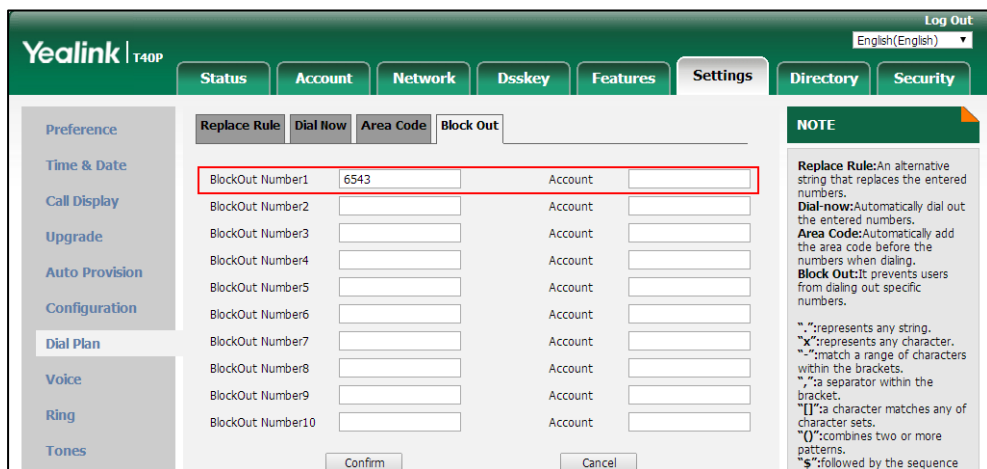 Log Out
Yealink | T40P
English(English)
Status Account Network Dsskey Features Settings Directory Security
Preference
Time & Date
Call Display
Upgrade
Auto Provision
Configuration
Dial Plan
Voice
Ring
Tones
Replace Rule Dial Now Area Code Block Out
BlockOut Number1 6543 Account
BlockOut Number2 Account
BlockOut Number3 Account
BlockOut Number4 Account
BlockOut Number5 Account
BlockOut Number6 Account
BlockOut Number7 Account
BlockOut Number8 Account
BlockOut Number9 Account
BlockOut Number10 Account
Confirm Cancel
NOTE
Replace Rule:An alternative
string that replaces the entered
numbers.
Dial-now:Automatically dial out
the entered numbers.
Area Code:Automatically add
the area code before the
numbers when dialing.
Block Out:It prevents users
from dialing out specific
numbers.
".":represents any string.
"x":represents any character.
"-":match a range of characters
within the brackets.
",":a separator within the
bracket.
"[]":a character matches any of
character sets.
"()":combines two or more
patterns.
"$":followed by the sequence